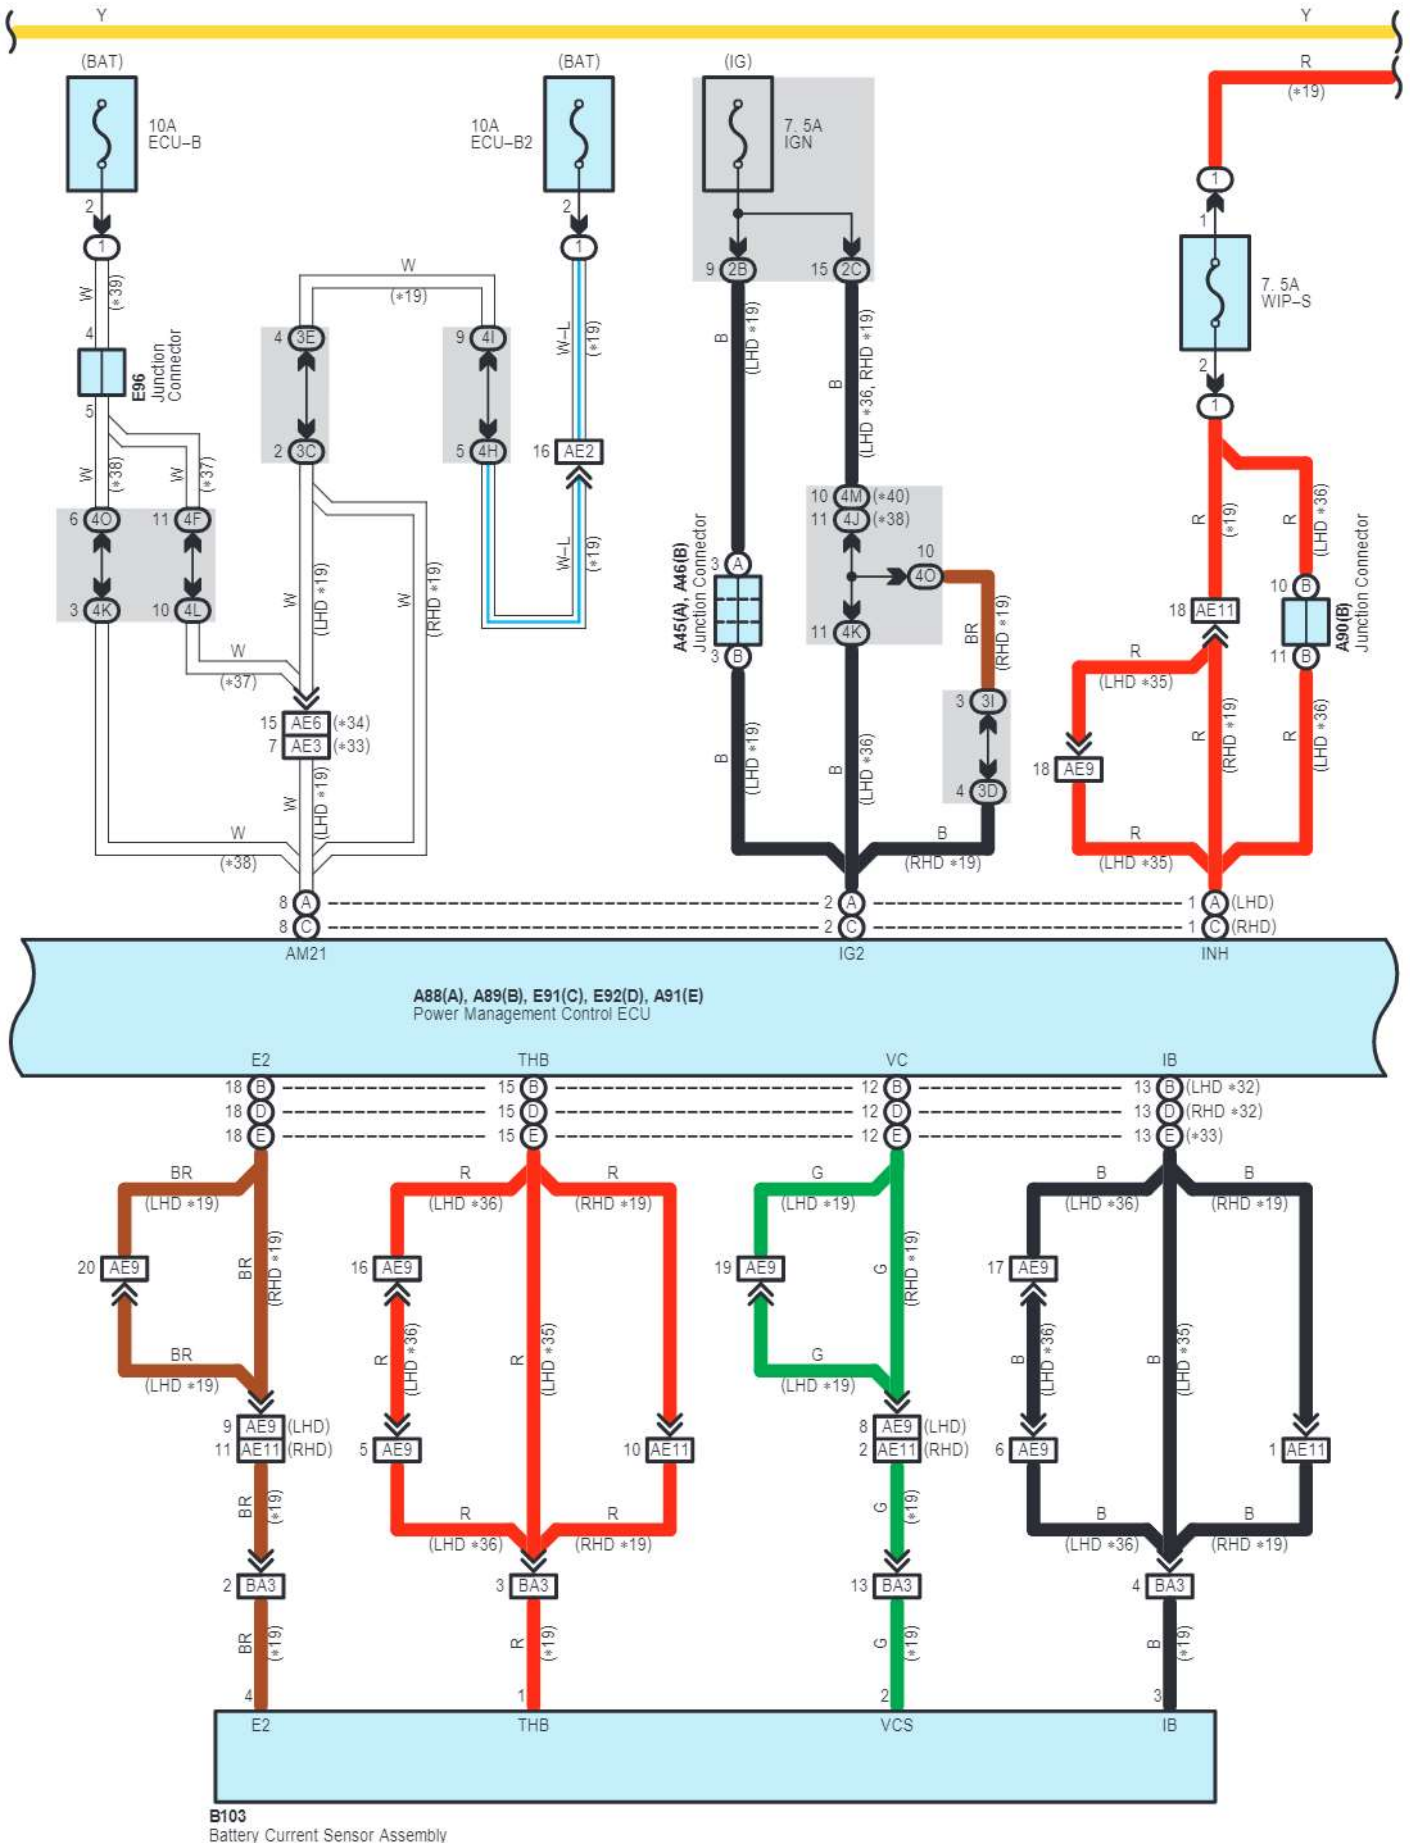 Y Y
(BAT) (BAT) (IG) R
(*19)
10A
ECU–B
10A
ECU–B2
7. 5A
IGN
2 2 1
1 1 1
9 2B 15 2C
7. 5A
WIP–S
W
(*39)
W
(*19)
W–L
(*19)
B
(LHD *19)
B
(LHD *36, RHD *19)
4
E96
Junction
Connector
5
4 3E 9 4I
2 3C 5 4H 16 AE2
2
1
W
(*38)
W
(*37)
6 4O 11 4F
3 4K 10 4L
W
(LHD *19)
W
(RHD *19)
W–L
(*19)
10 4M (*40)
11 4J (*38)
10
4O
11 4K
3 A
A45(A), A46(B)
Junction Connector
3 B
BR
(RHD *19)
R
(*19)
R
(LHD *36)
10 B
A90(B)
Junction Connector
11 B
18 AE11
W
(*37)
R
(LHD *35)
15 AE6 (*34)
7 AE3 (*33)
3 3I
4 3D
18 AE9
B
(LHD *19)
B
(LHD *36)
R
(RHD *19)
R
(LHD *36)
W
(LHD *19)
W
(*38)
B
(RHD *19)
R
(LHD *35)
8 A 2 A 1 A (LHD)
8 C 2 C 1 C (RHD)
AM21 IG2 INH
A88(A), A89(B), E91(C), E92(D), A91(E)
Power Management Control ECU
E2 THB VC IB
18 B 15 B 12 B 13 B (LHD *32)
18 D 15 D 12 D 13 D (RHD *32)
18 E 15 E 12 E 13 E (*33)
BR R R G B B
(LHD *19) (LHD *36) (RHD *19) (LHD *19) (LHD *36) (RHD *19)
20 AE9 16 AE9 19 AE9 17 AE9
BR
(RHD *19)
R
(LHD *36)
R
(LHD *35)
G
(RHD *19)
B
(LHD *36)
B
(LHD *35)
BR G
(LHD *19) (LHD *19)
9 AE9 (LHD) 8 AE9 (LHD)
11 AE11 (RHD) 5 AE9 10 AE11 2 AE11 (RHD) 6 AE9 1 AE11
BR
(*19)
G
(*19)
R R B B
(LHD *36) (RHD *19) (LHD *36) (RHD *19)
2 BA3 3 BA3 13 BA3 4 BA3
BR
(*19)
R
(*19)
G
(*19)
B
(*19)
4 1 2 3
E2 THB VCS IB
B103
Battery Current Sensor Assembly